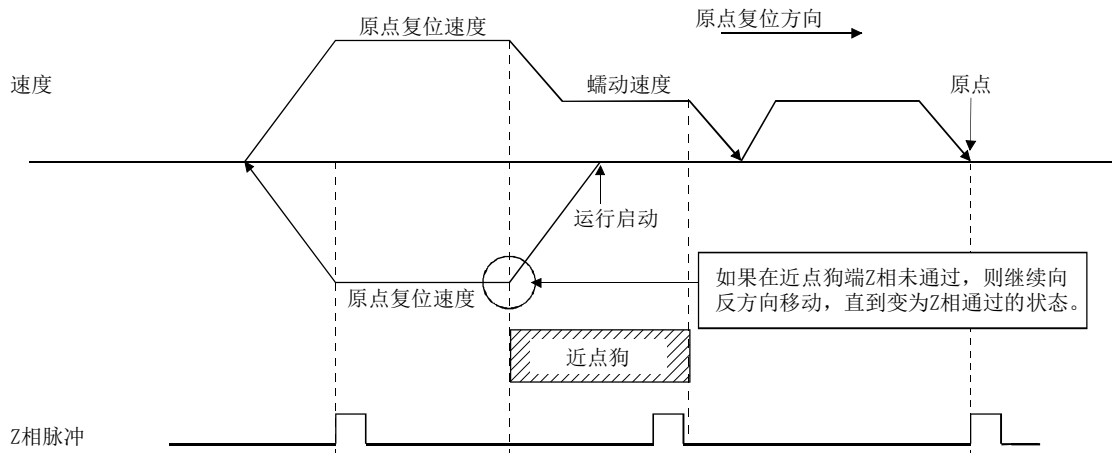 原点复位方向
原点复位速度
速度
蠕动速度
原点
运行启动
如果在近点狗端Z相未通过，则继续向
反方向移动，直到变为Z相通过的状态。
原点复位速度
近点狗
Z相脉冲